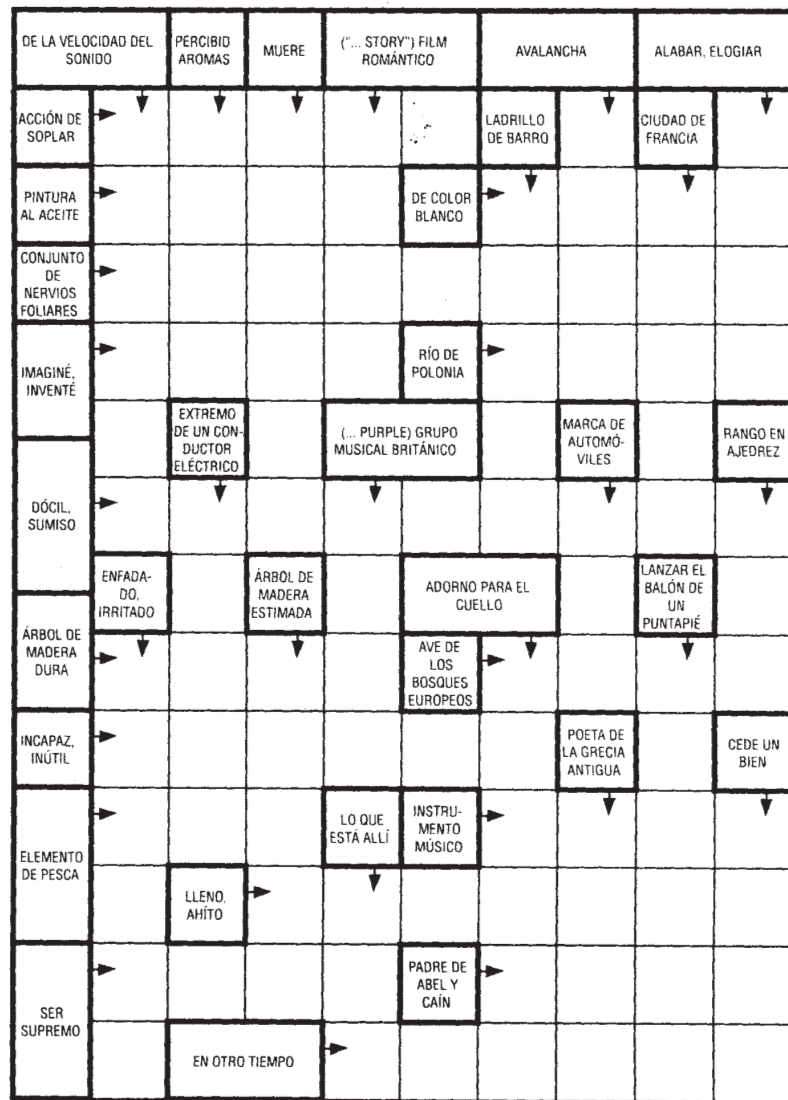 DE LA VELOCIDAD DEL
SONIDO
PERCIBID
AROMAS
MUERE
("... STORY") FILM
ROMÁNTICO
AVALANCHA
ALABAR, ELOGIAR
ACCIÓN DE
SOPLAR
LADRILLO
DE BARRO
CIUDAD DE
FRANCIA
PINTURA
AL ACEITE
DE COLOR
BLANCO
CONJUNTO
DE
NERVIOS
FOLIARES
IMAGINÉ,
INVENTÉ
RÍO DE
POLONIA
EXTREMO
DE UN CON-
DUCTOR
ELÉCTRICO
(... PURPLE) GRUPO
MUSICAL BRITÁNICO
MARCA DE
AUTOMÓ-
VILES
RANGO EN
AJEDREZ
DÓCIL,
SUMISO
ENFADA-
DO,
IRRITADO
ÁRBOL DE
MADERA
ESTIMADA
ADORNO PARA EL
CUELLO
LANZAR EL
BALÓN DE
UN
PUNTAPIÉ
ÁRBOL DE
MADERA
DURA
AVE DE
LOS
BOSQUES
EUROPEOS
INCAPAZ,
INÚTIL
POETA DE
LA GRECIA
ANTIGUA
CEDE UN
BIEN
ELEMENTO
DE PESCA
LO QUE
ESTÁ ALLÍ
INSTRU-
MENTO
MÚSICO
LLENO,
AHÍTO
SER
SUPREMO
PADRE DE
ABEL Y
CAÍN
EN OTRO TIEMPO